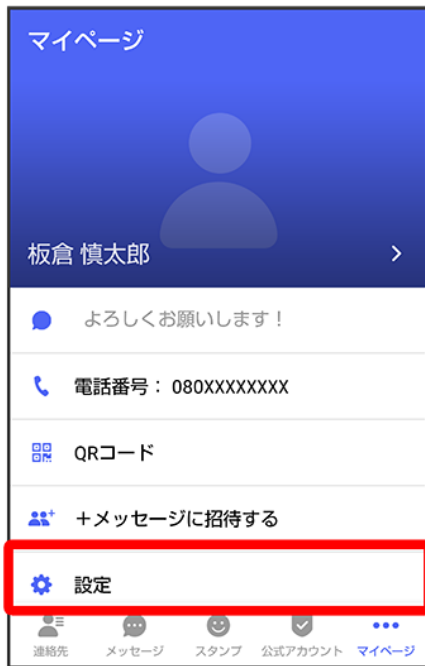 マイページ
板倉 慎太郎
よろしくお願いします！
電話番号： 080XXXXXXXX
QRコード
＋メッセージに招待する
設定
連絡先 メッセージ スタンプ 公式アカウント マイページ